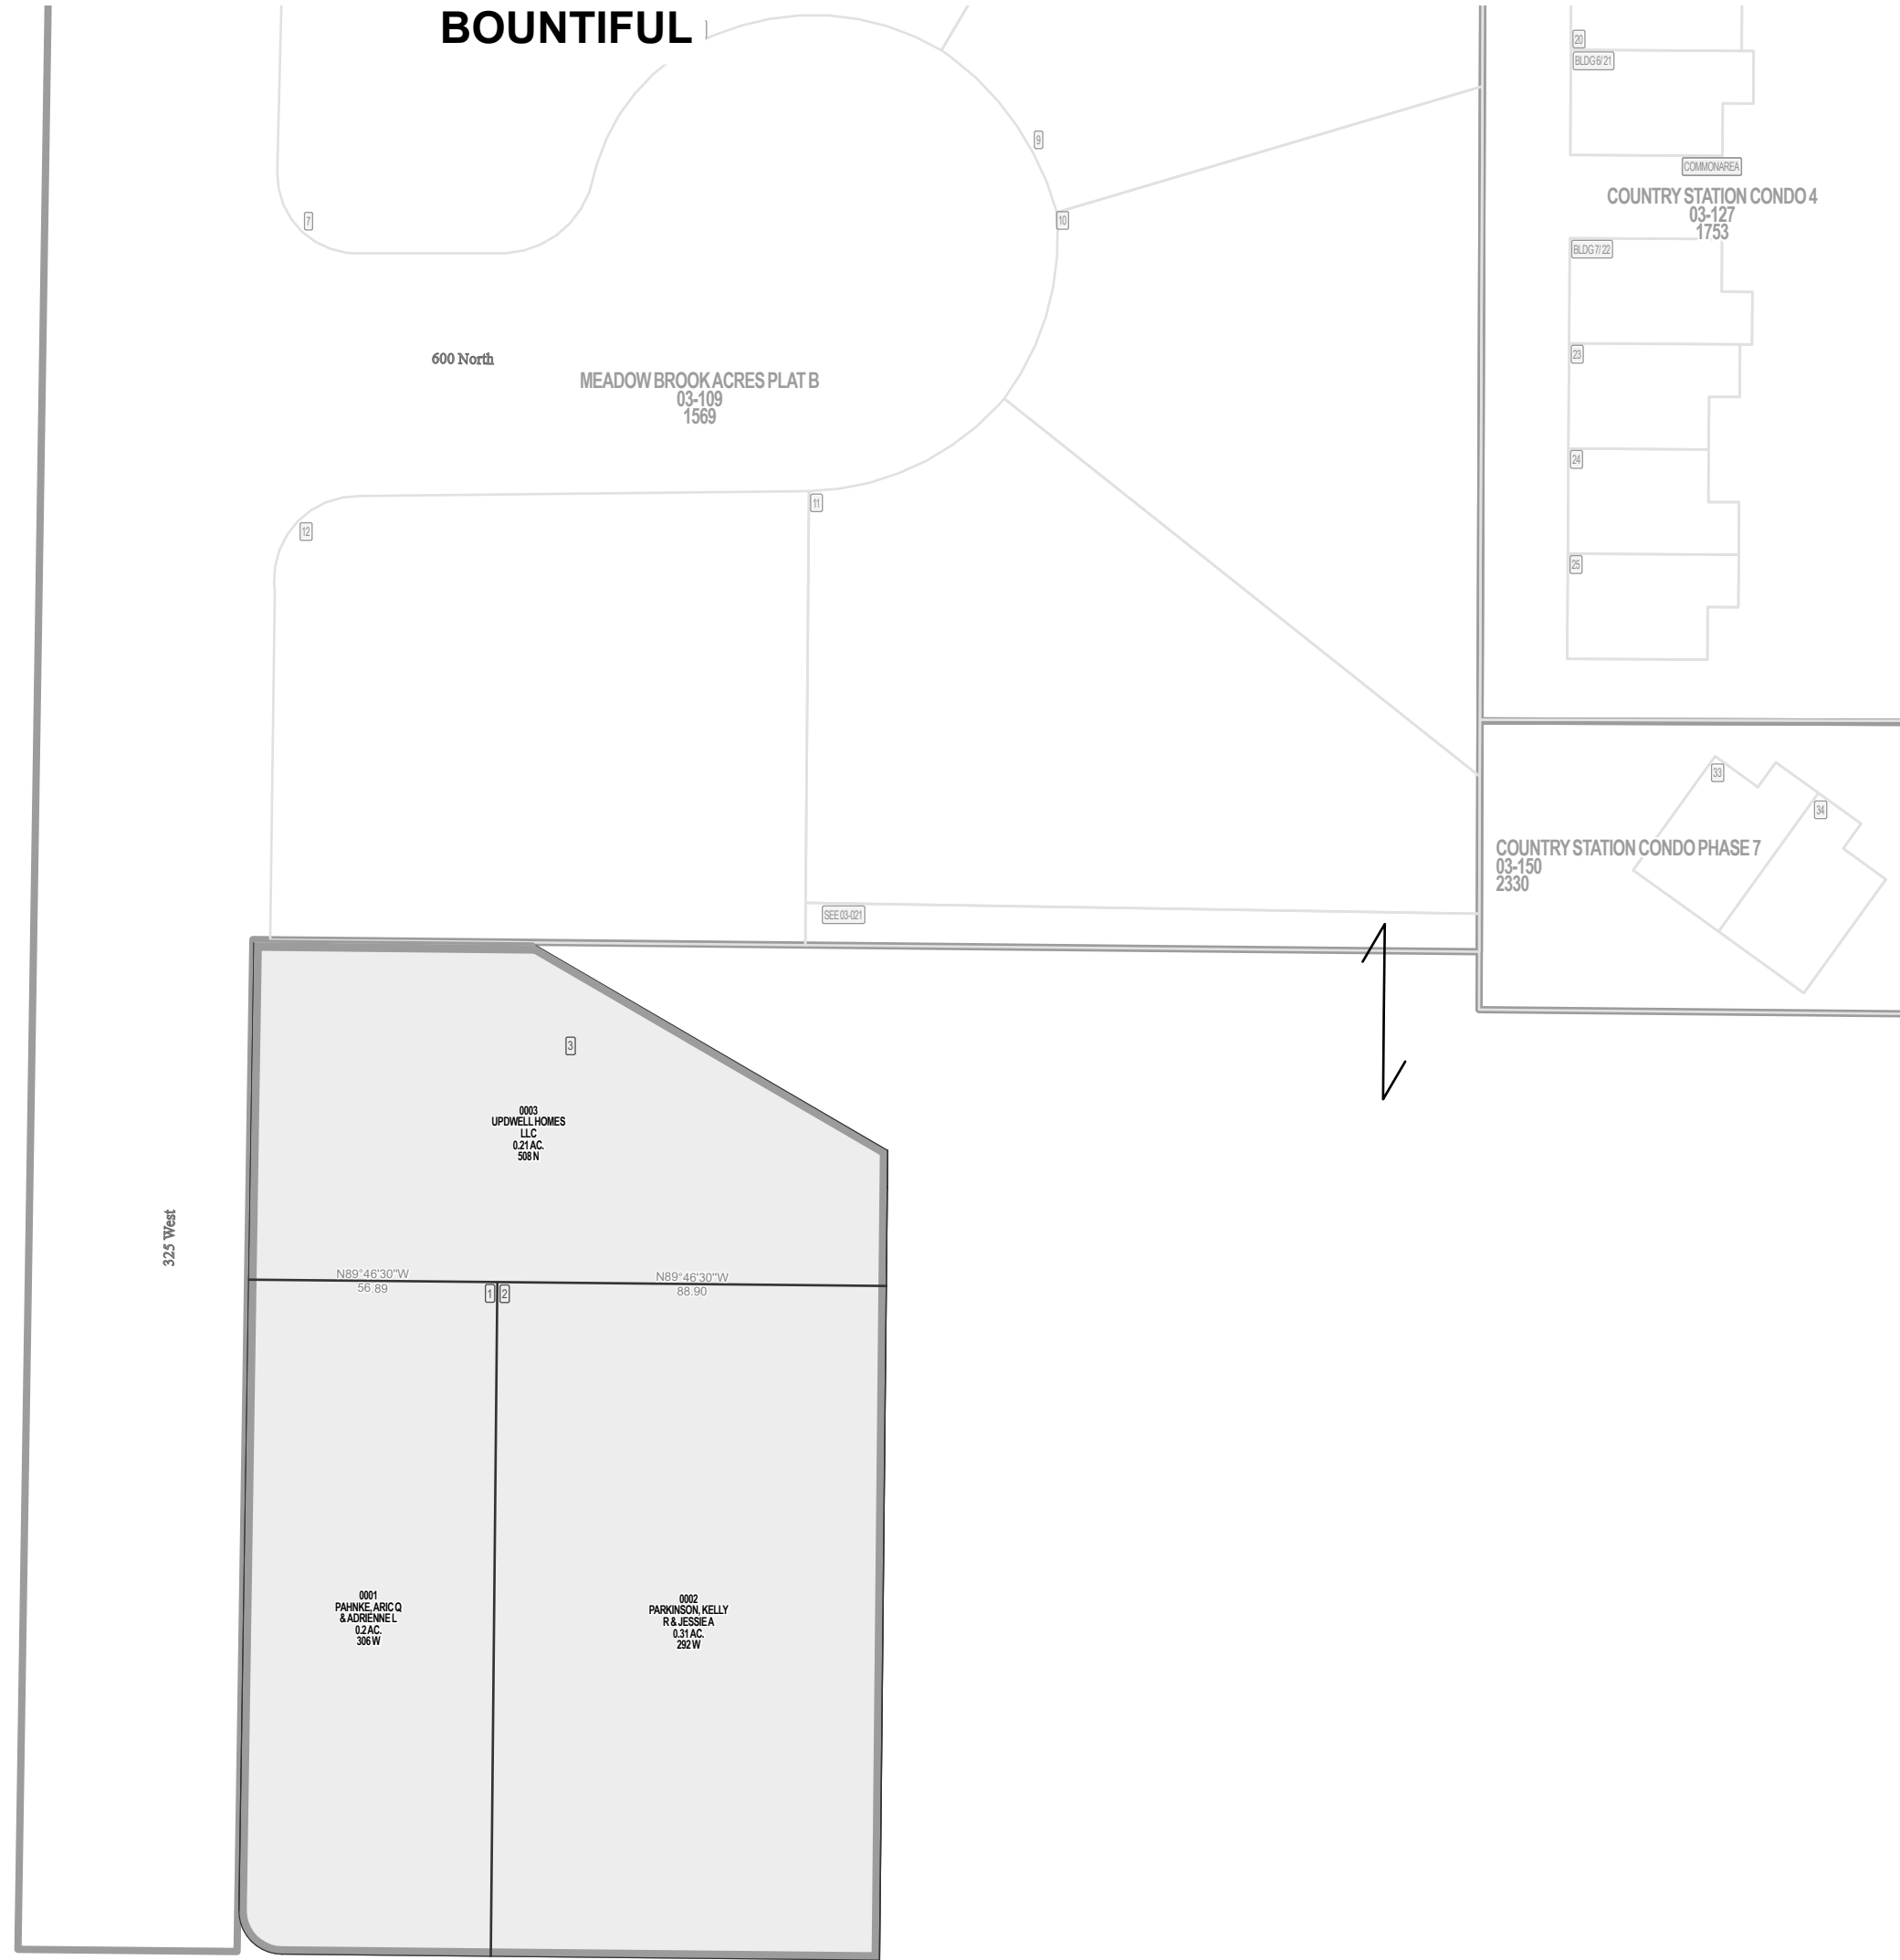 BOUNTIFUL
20
BLDG 6/ 21
9
COMMON AREA
COUNTRY STATION CONDO 4
03-127
1753
7
10
BLDG 7/ 22
600 North
23
MEADOW BROOK ACRES PLAT B
03-109
1569
24
11
12
25
33
34
COUNTRY STATION CONDO PHASE 7
03-150
2330
SEE 03-021
3
0003
UPDWELL HOMES
LLC
0.21 AC.
508 N
325 West
N89°46'30"W
56.89
N89°46'30"W
88.90
1
2
0001
PAHNKE, ARIC Q
& ADRIENNE L
0.2 AC.
306 W
0002
PARKINSON, KELLY
R & JESSIE A
0.31 AC.
292 W